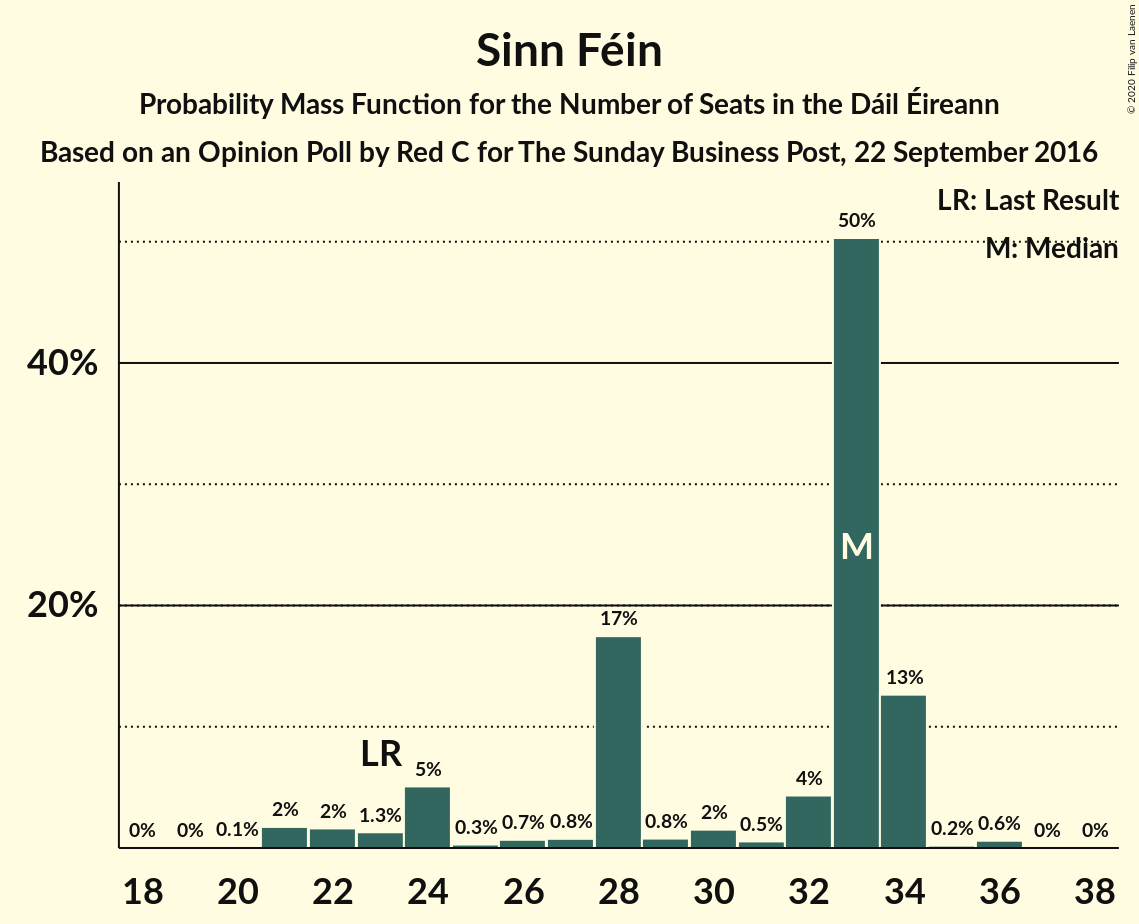 Sinn Féin
Probability Mass Function for the Number of Seats in the Dáil Éireann
Based on an Opinion Poll by Red C for The Sunday Business Post, 22 September 2016
© 2020 Filip van Laenen
LR: Last Result
M: Median
40%
20%
0%
0%
0.1%
2%
2%
1.3%
LR
5%
0.3%
0.7%
0.8%
17%
0.8%
2%
0.5%
4%
50%
M
13%
0.2%
0.6%
0%
0%
18 20 22 24 26 28 30 32 34 36 38